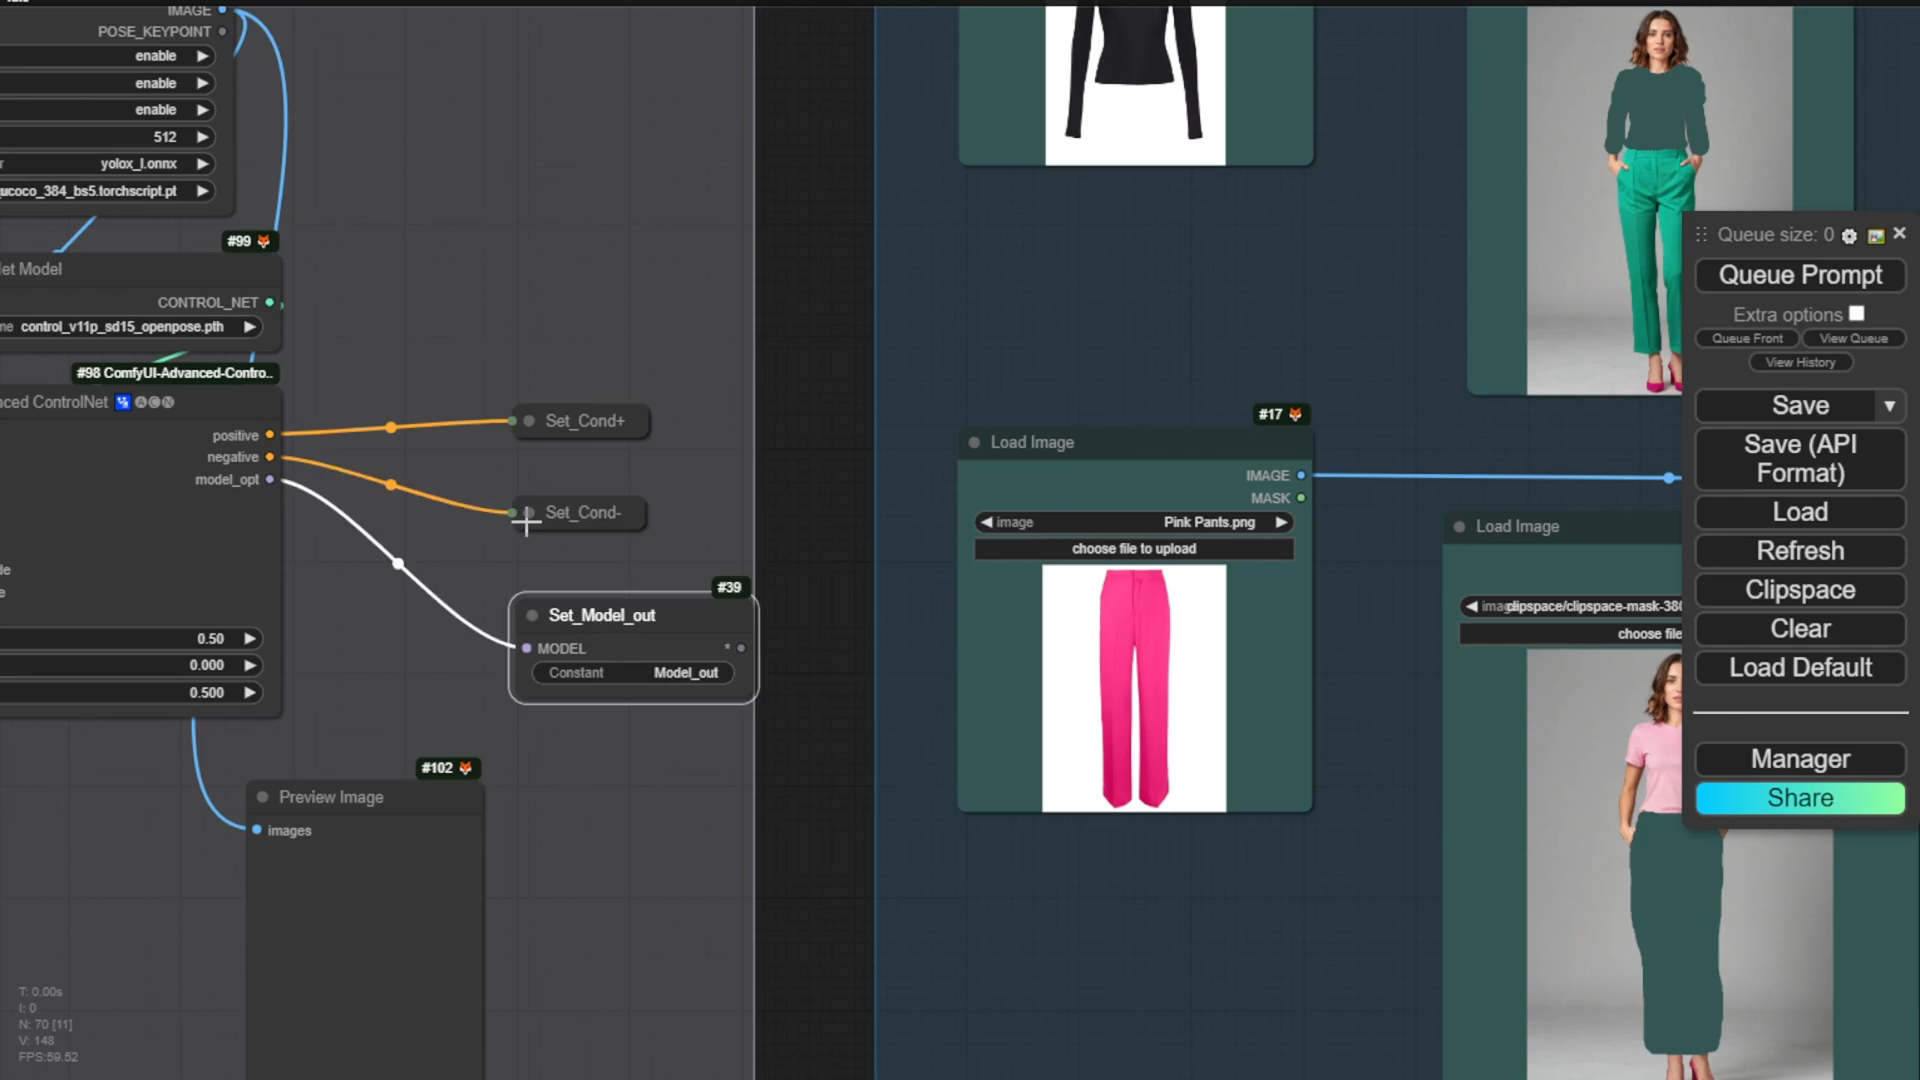 IMAGE
POSE_KEYPOINT
enable
enable
enable
512
yolox_l.onnx
ucoco_384_bs5.torchscript.pt
#99
Model
CONTROL_NET
control_v11p_sd15_openpose.pth
#98 ComfyUI-Advanced-Contro..
ControlNet
positive
negative
model_opt
0.50
0.000
0.500
Set_Cond+
Set_Cond-
#39
Set_Model_out
MODEL
*
Constant Model_out
#102
Preview Image
images
T: 0.00s
I: 0
N: 70 [11]
V: 148
FPS:59.52
#17
Load Image
IMAGE
MASK
image Pink Pants.png
choose file to upload
Load Image
clipspace/clipspace-mask-380
choose file
Queue size: 0
Queue Prompt
Extra options
Queue Front View Queue
View History
Save
Save (API
Format)
Load
Refresh
Clipspace
Clear
Load Default
Manager
Share